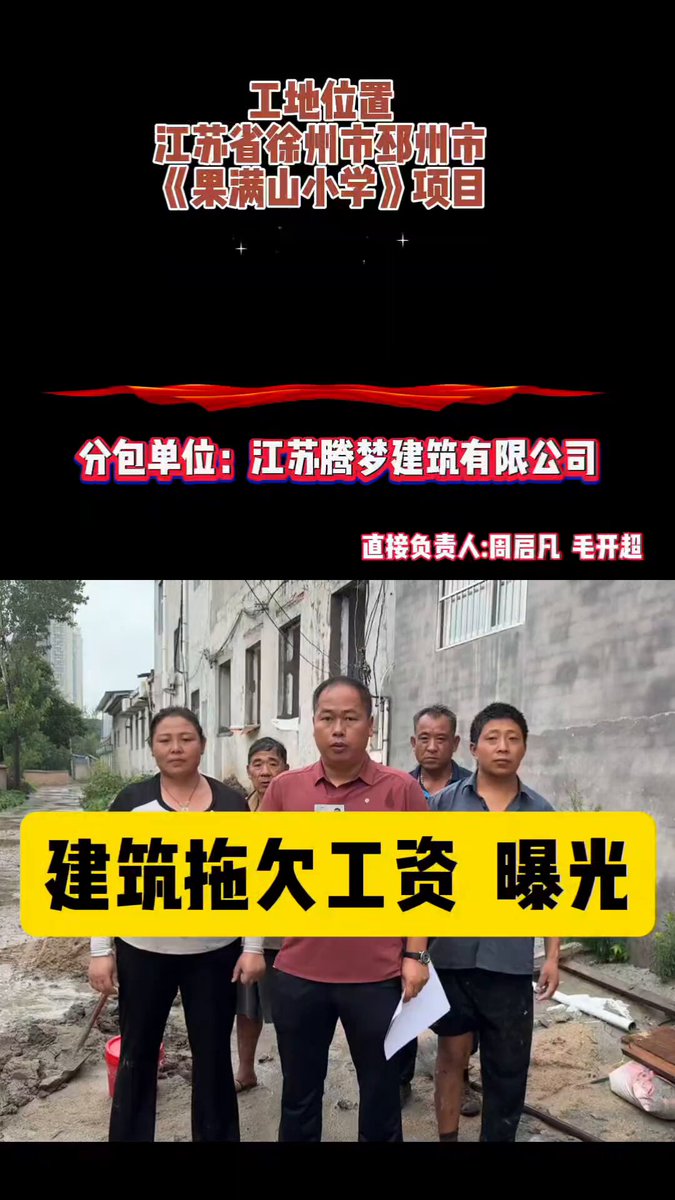 工地位置
江苏省徐州市邳州市
《果满山小学》项目
分包单位：江苏腾梦建筑有限公司
直接负责人:周启凡 毛开超
建筑拖欠工资 曝光